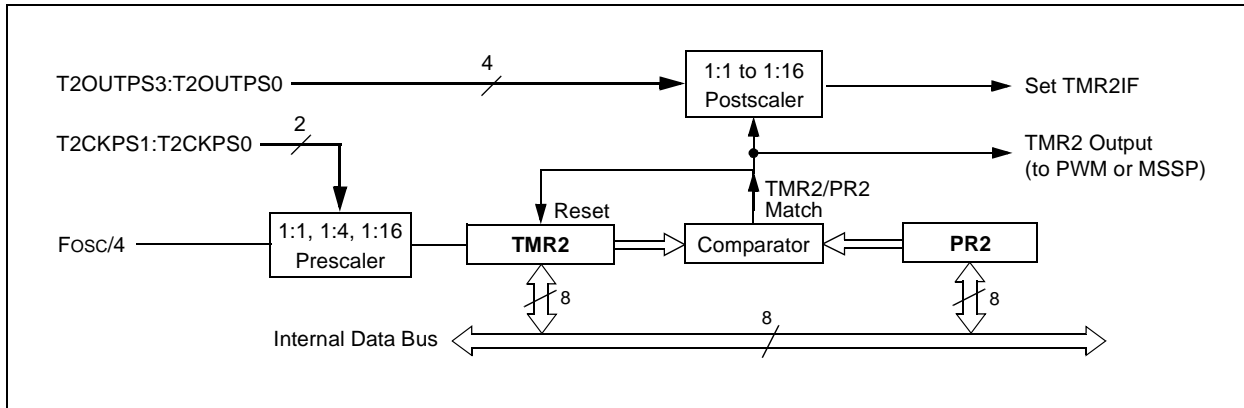 T2OUTPS3:T2OUTPS0
4
1:1 to 1:16
Postscaler
Set TMR2IF
T2CKPS1:T2CKPS0
2
TMR2 Output
(to PWM or MSSP)
TMR2/PR2
Match
Reset
FOSC/4
1:1, 1:4, 1:16
Prescaler
TMR2
Comparator
PR2
8
8
Internal Data Bus
8